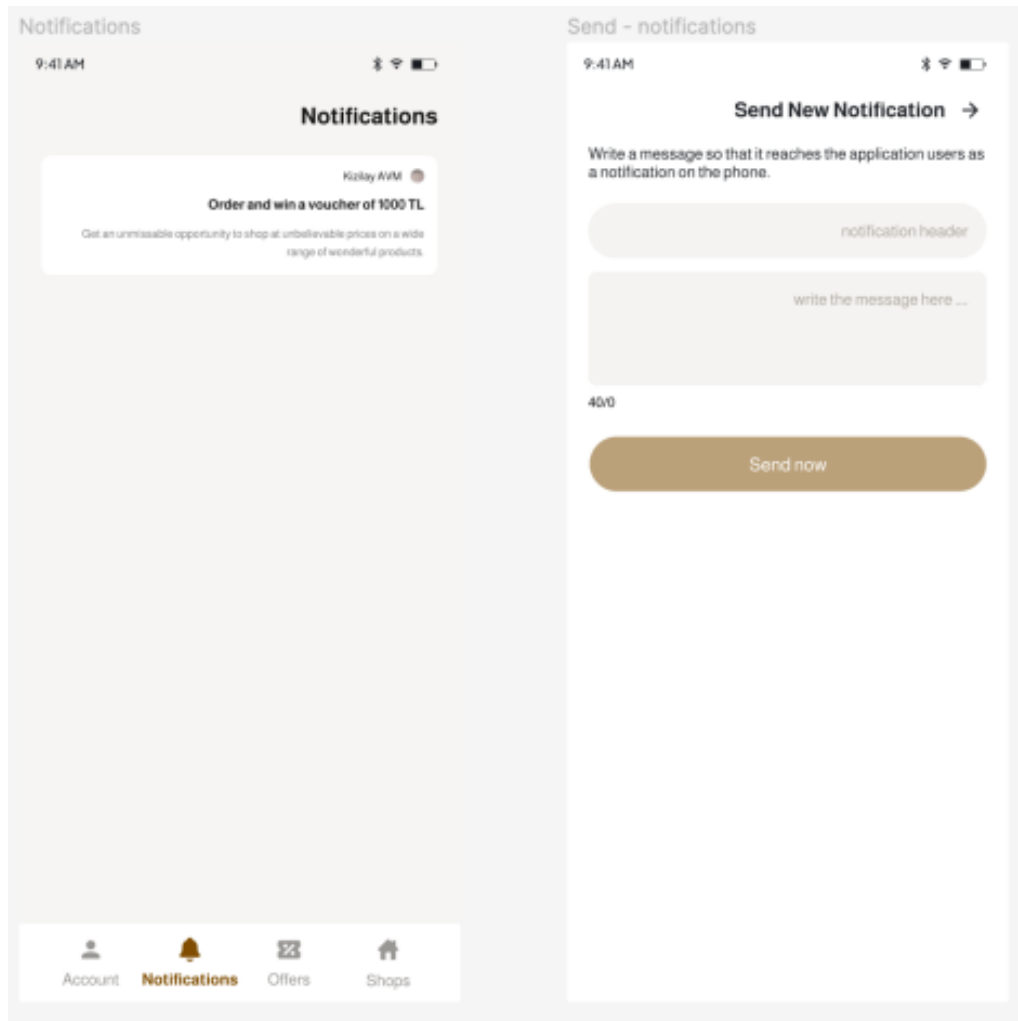 Notifications
9:41 AM
Notifications
Kizilay AVM
Order and win a voucher of 1000 TL
Get an unmissable opportunity to shop at unbelievable prices on a wide
range of wonderful products.
Account
Notifications
Offers
Shops
Send - notifications
9:41 AM
Send New Notification
Write a message so that it reaches the application users as
a notification on the phone.
notification header
write the message here ...
40/0
Send now